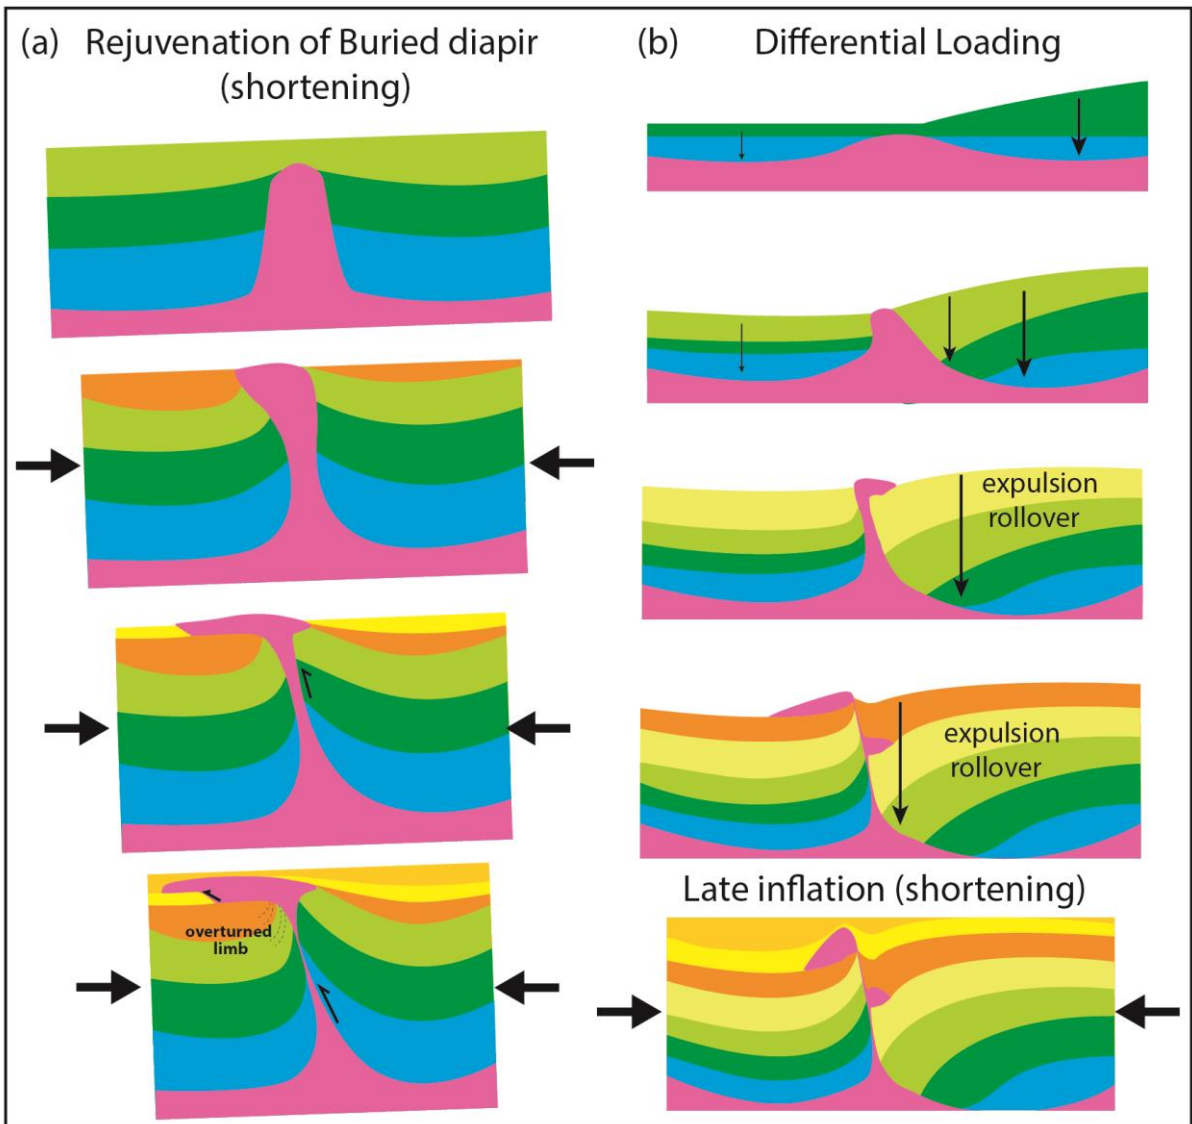 (a) Rejuvenation of Buried diapir
(shortening)
overturned
limb
(b) Differential Loading
expulsion
rollover
expulsion
rollover
Late inflation (shortening)